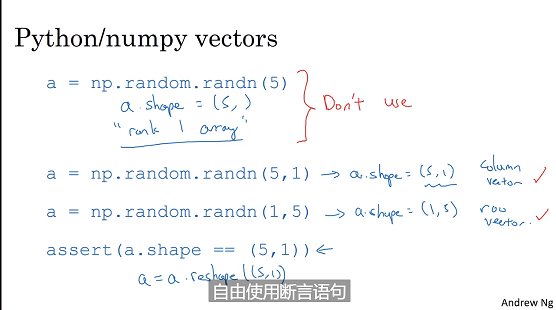 Python/numpy vectors
a = np.random.randn(5)
a.shape = (5,)
"rank 1 array"
Don't use
a = np.random.randn(5,1) → a.shape = (5,1) column vector ✓
a = np.random.randn(1,5) → a.shape = (1,5) row vector. ✓
assert(a.shape == (5,1)) ←
a = a.reshape((5,1))
自由使用断言语句
Andrew Ng